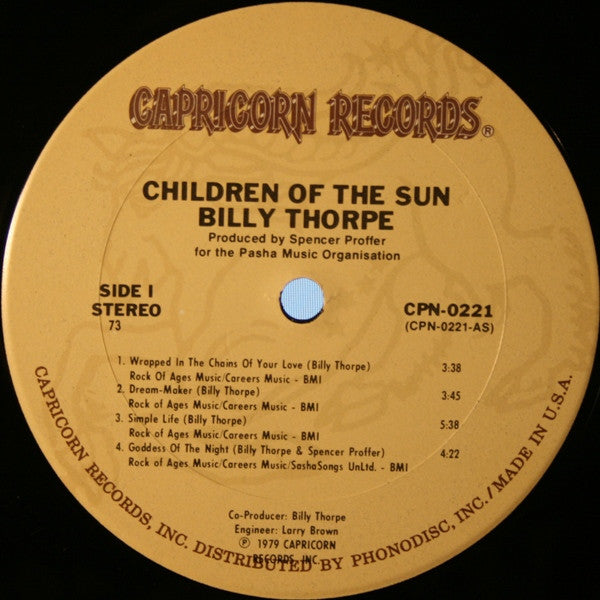 CAPRICORN RECORDS®
CHILDREN OF THE SUN
BILLY THORPE
Produced by Spencer Proffer
for the Pasha Music Organisation
SIDE I
STEREO
73
CPN-0221
(CPN-0221-AS)
1. Wrapped In The Chains Of Your Love (Billy Thorpe) 3:38
Rock Of Ages Music/Careers Music - BMI
2. Dream-Maker (Billy Thorpe) 3:45
Rock of Ages Music/Careers Music - BMI
3. Simple Life (Billy Thorpe) 5:38
Rock of Ages Music/Careers Music - BMI
4. Goddess Of The Night (Billy Thorpe & Spencer Proffer) 4:22
Rock of Ages Music/Careers Music/SashaSongs UnLtd. - BMI
Co-Producer: Billy Thorpe
Engineer: Larry Brown
℗ 1979 CAPRICORN
RECORDS, INC.
CAPRICORN RECORDS, INC. DISTRIBUTED BY PHONODISC, INC./MADE IN U.S.A.